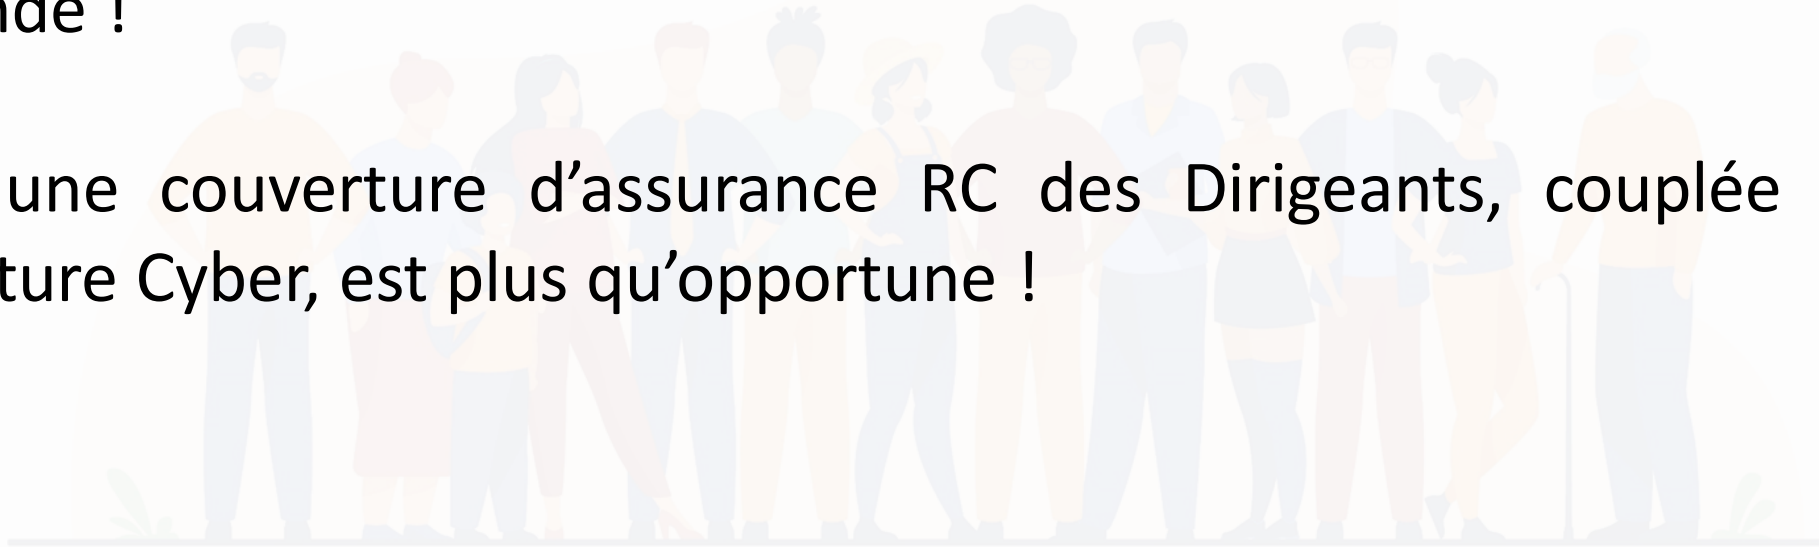 nde !
une couverture d’assurance RC des Dirigeants, couplée
ture Cyber, est plus qu’opportune !